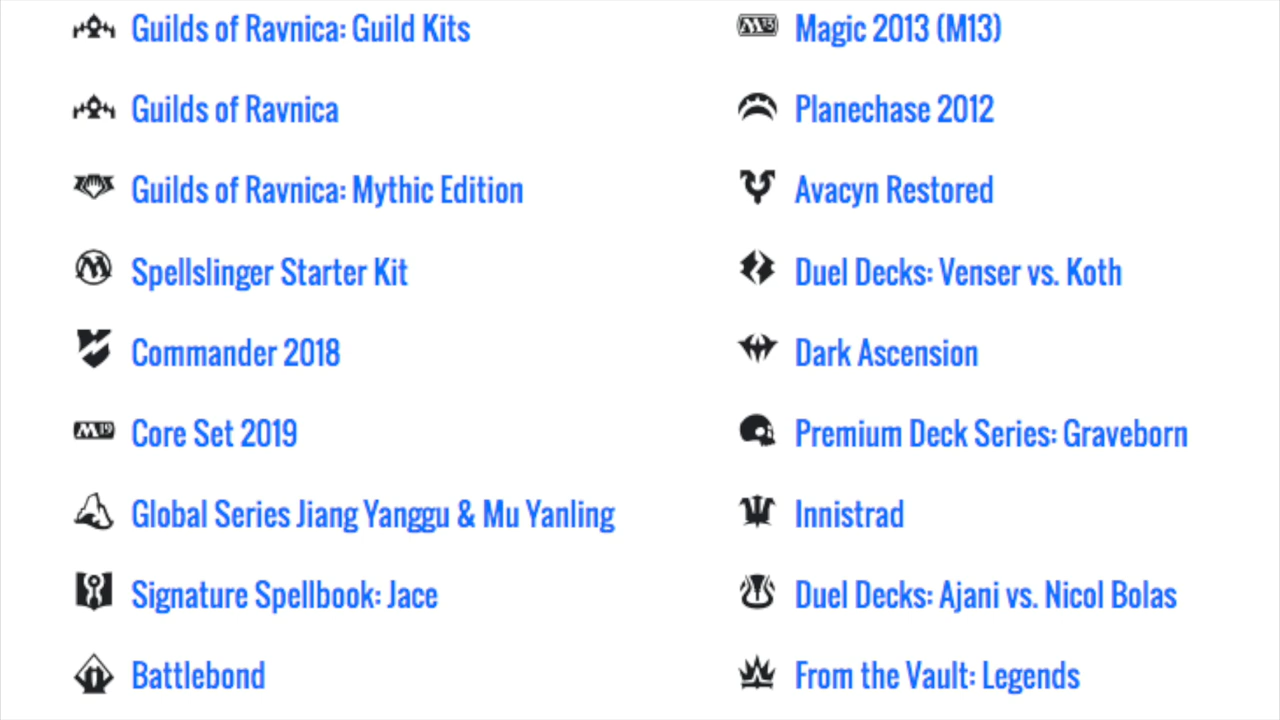 Guilds of Ravnica: Guild Kits
Guilds of Ravnica
Guilds of Ravnica: Mythic Edition
Spellslinger Starter Kit
Commander 2018
M19 Core Set 2019
Global Series Jiang Yanggu & Mu Yanling
Signature Spellbook: Jace
Battlebond
M13 Magic 2013 (M13)
Planechase 2012
Avacyn Restored
Duel Decks: Venser vs. Koth
Dark Ascension
Premium Deck Series: Graveborn
Innistrad
Duel Decks: Ajani vs. Nicol Bolas
From the Vault: Legends